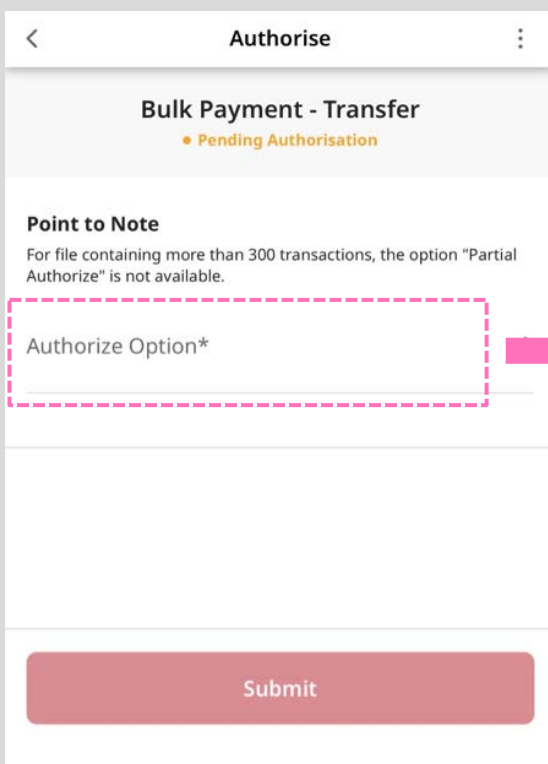 Authorise
Bulk Payment - Transfer
Pending Authorisation
Point to Note
For file containing more than 300 transactions, the option "Partial
Authorize" is not available.
Authorize Option*
Submit